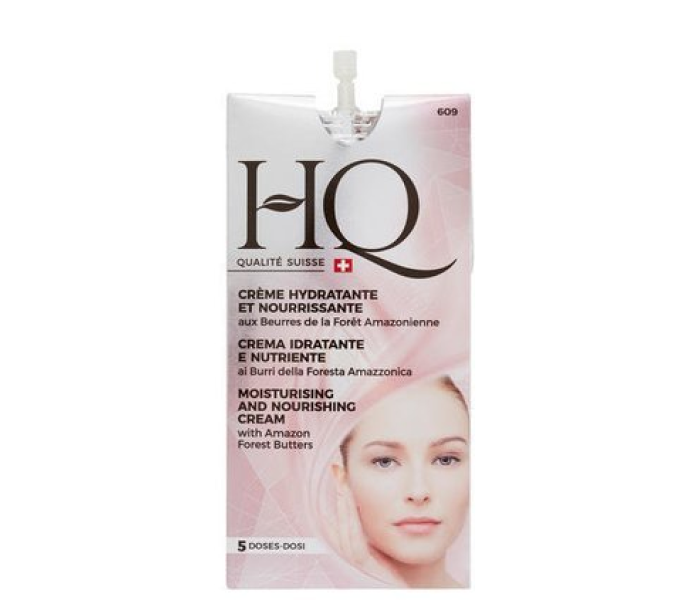 609
HQ
QUALITÉ SUISSE
CRÈME HYDRATANTE
ET NOURRISSANTE
aux Beurres de la Forêt Amazonienne
CREMA IDRATANTE
E NUTRIENTE
ai Burri della Foresta Amazzonica
MOISTURISING
AND NOURISHING
CREAM
with Amazon
Forest Butters
5 DOSES-DOSI